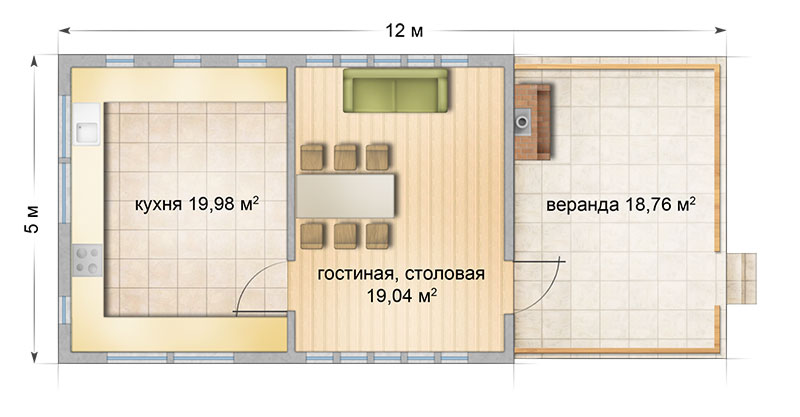 12 м
5 м
кухня 19,98 м²
гостиная, столовая
19,04 м²
веранда 18,76 м²